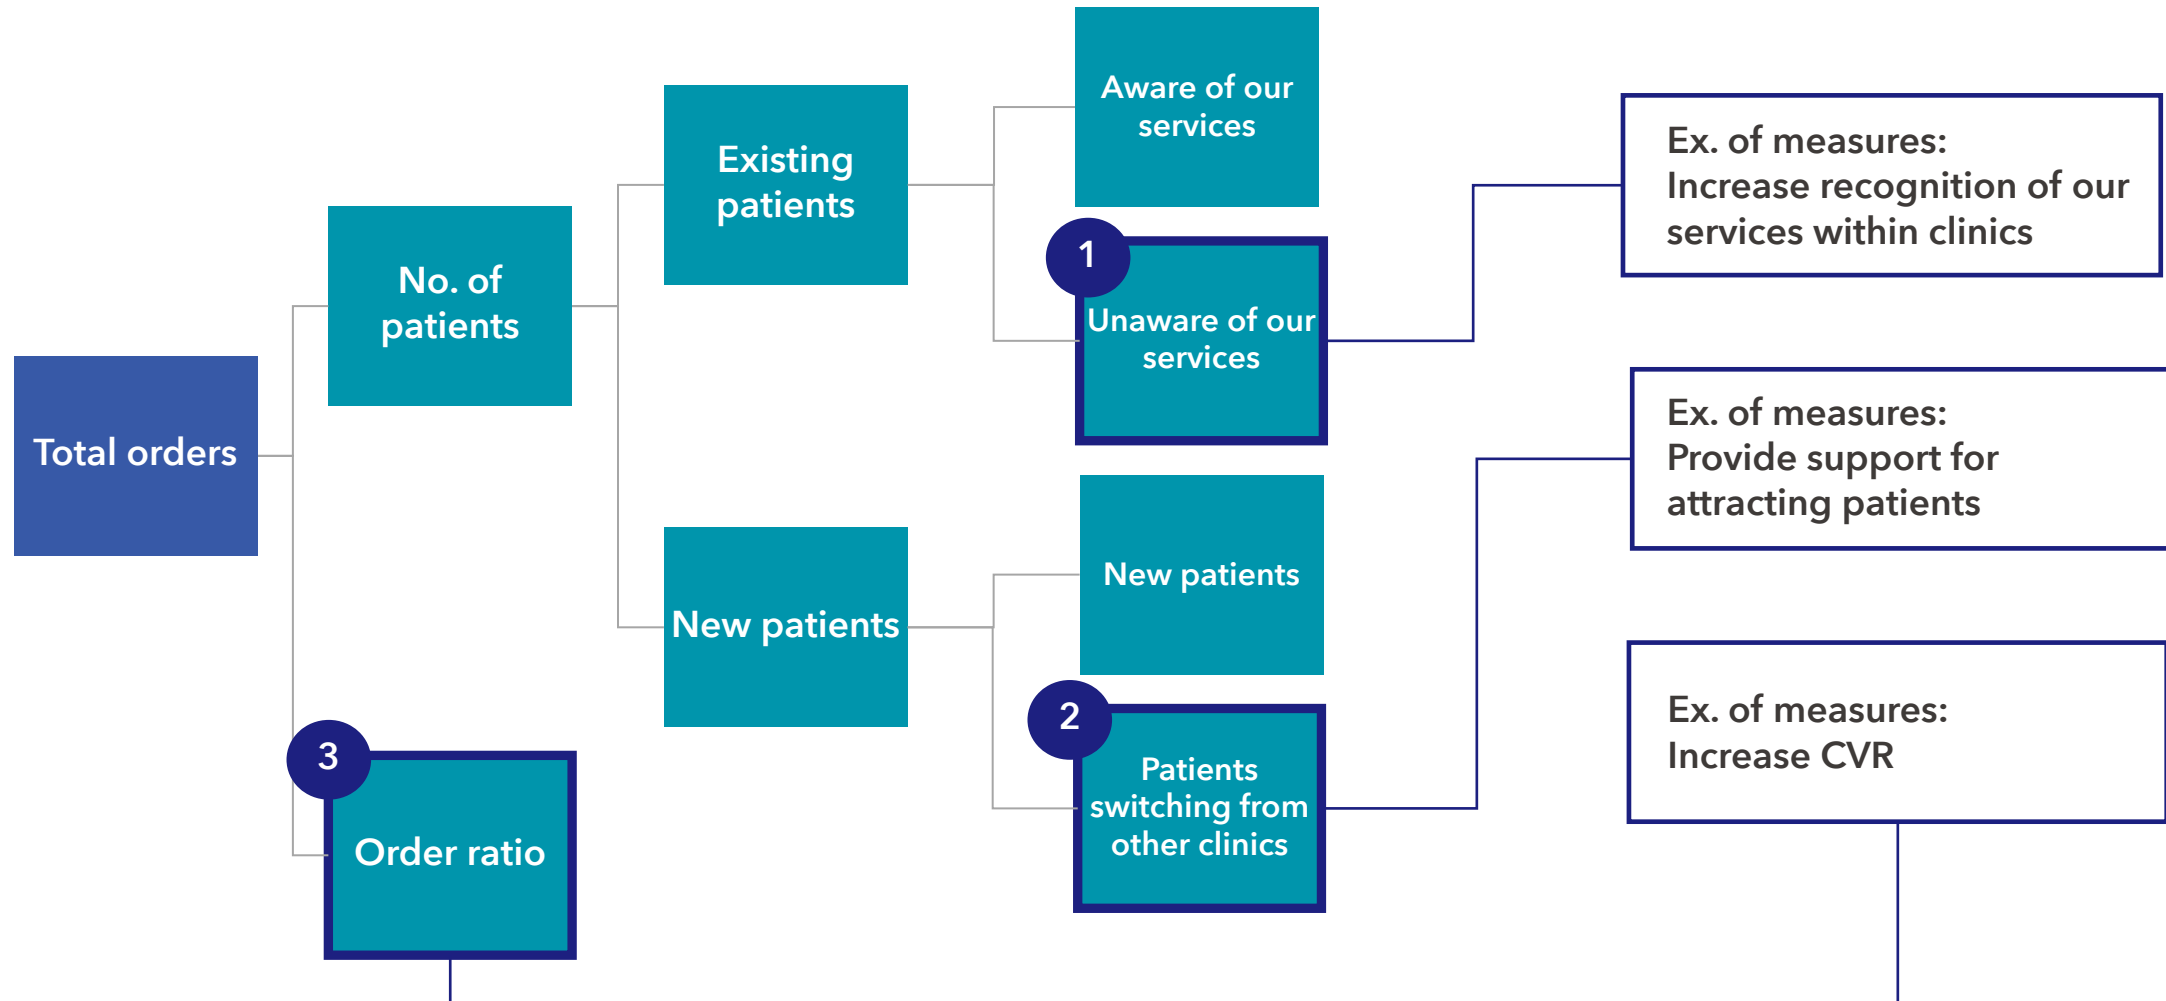 Total orders
No. of
patients
3
Order ratio
Existing
patients
New patients
Aware of our
services
1
Unaware of our
services
New patients
2
Patients
switching from
other clinics
Ex. of measures:
Increase recognition of our
services within clinics
Ex. of measures:
Provide support for
attracting patients
Ex. of measures:
Increase CVR